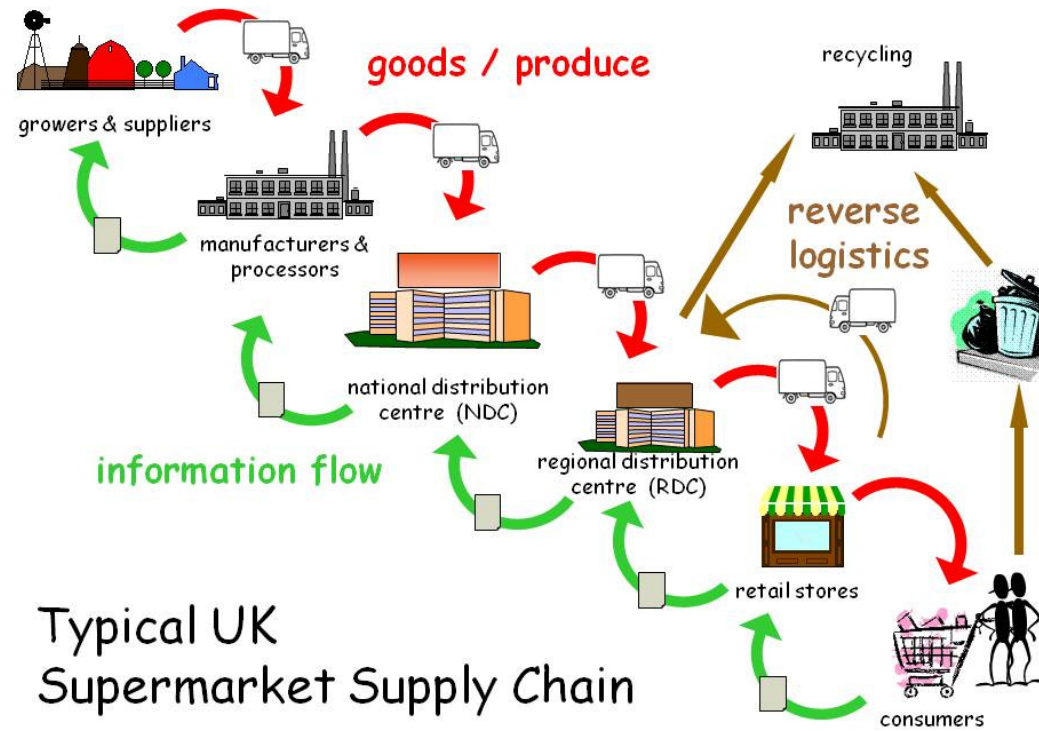 goods / produce
recycling
growers & suppliers
reverse
logistics
manufacturers &
processors
national distribution
centre (NDC)
information flow
regional distribution
centre (RDC)
retail stores
Typical UK
Supermarket Supply Chain
consumers